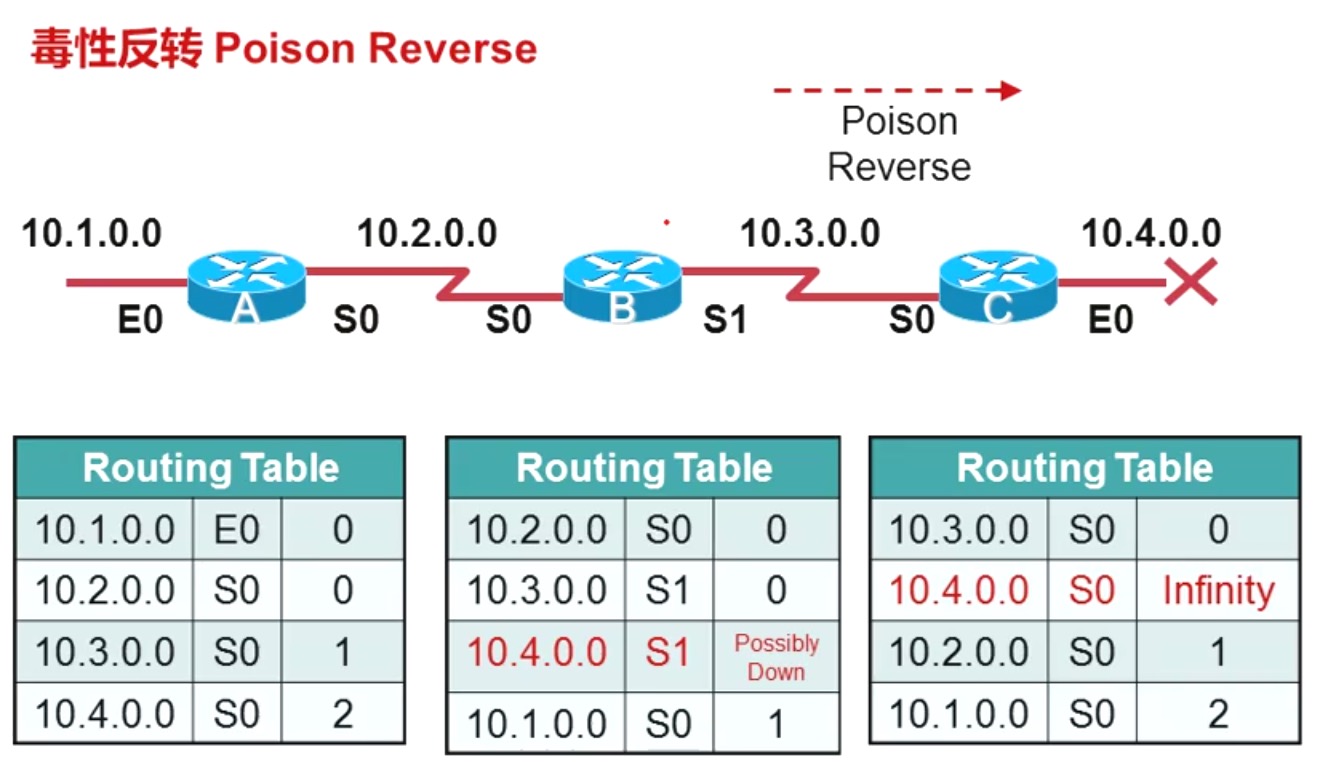 毒性反转 Poison Reverse
Poison
Reverse
10.1.0.0 10.2.0.0 10.3.0.0 10.4.0.0
A B C
E0 S0 S0 S1 S0 E0
Routing Table
10.1.0.0 E0 0
10.2.0.0 S0 0
10.3.0.0 S0 1
10.4.0.0 S0 2
Routing Table
10.2.0.0 S0 0
10.3.0.0 S1 0
10.4.0.0 S1 Possibly Down
10.1.0.0 S0 1
Routing Table
10.3.0.0 S0 0
10.4.0.0 S0 Infinity
10.2.0.0 S0 1
10.1.0.0 S0 2